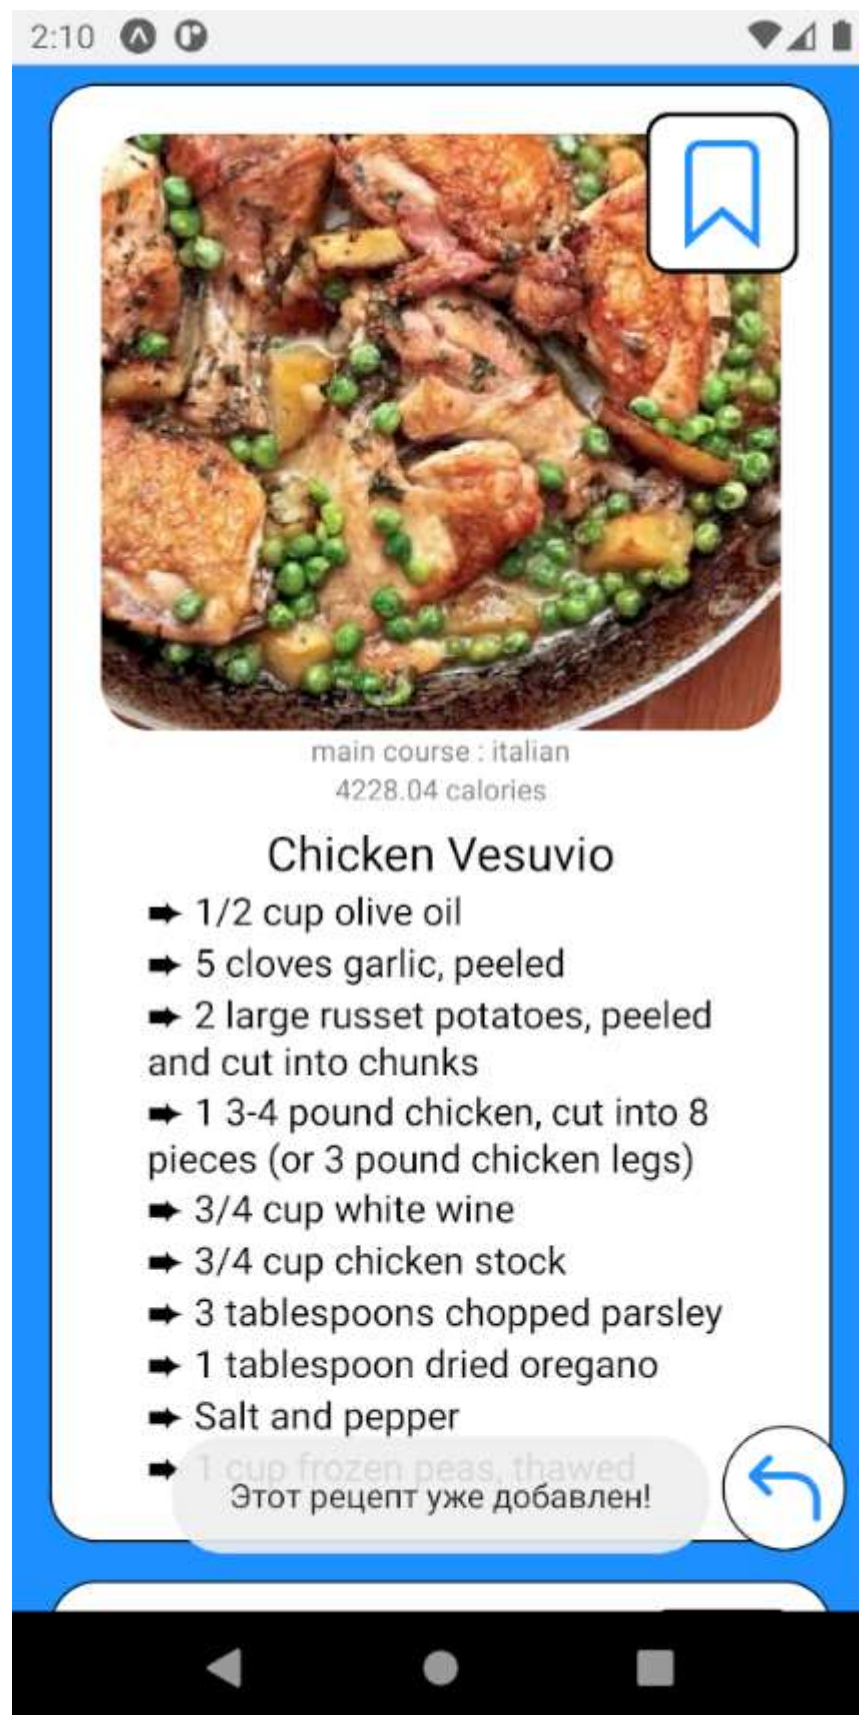 2:10
main course : italian
4228.04 calories
Chicken Vesuvio
➨ 1/2 cup olive oil
➨ 5 cloves garlic, peeled
➨ 2 large russet potatoes, peeled
and cut into chunks
➨ 1 3-4 pound chicken, cut into 8
pieces (or 3 pound chicken legs)
➨ 3/4 cup white wine
➨ 3/4 cup chicken stock
➨ 3 tablespoons chopped parsley
➨ 1 tablespoon dried oregano
➨ Salt and pepper
➨ 1 cup frozen peas, thawed
Этот рецепт уже добавлен!